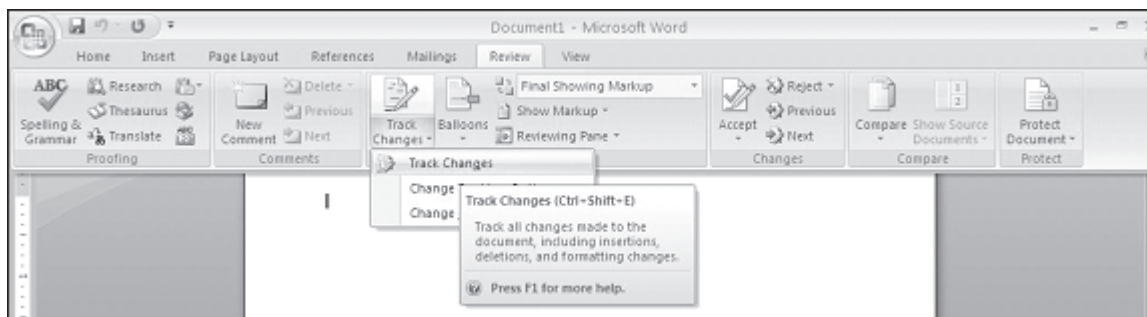 Document1 - Microsoft Word
Home Insert Page Layout References Mailings Review View
ABC
Spelling & Grammar
Research
Thesaurus
Translate
Proofing
New Comment
Delete
Previous
Next
Comments
Track Changes
Balloons
Final Showing Markup
Show Markup
Reviewing Pane
Accept
Reject
Previous
Next
Changes
Compare
Show Source Documents
Compare
Protect Document
Protect
Track Changes
Change
Change
Track Changes (Ctrl+Shift+E)
Track all changes made to the
document, including insertions,
deletions, and formatting changes.
Press F1 for more help.